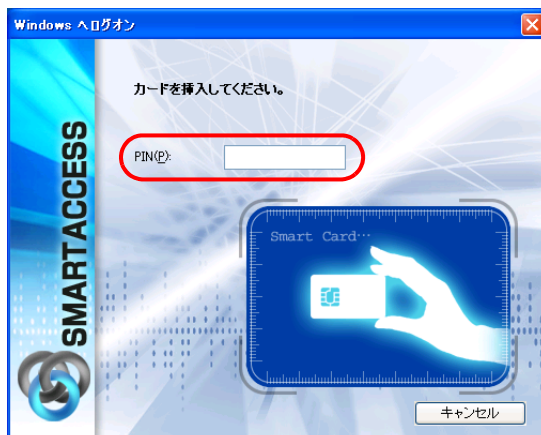 Windows へログオン
カードを挿入してください。
PIN(P):
Smart Card…
SMARTACCESS
キャンセル